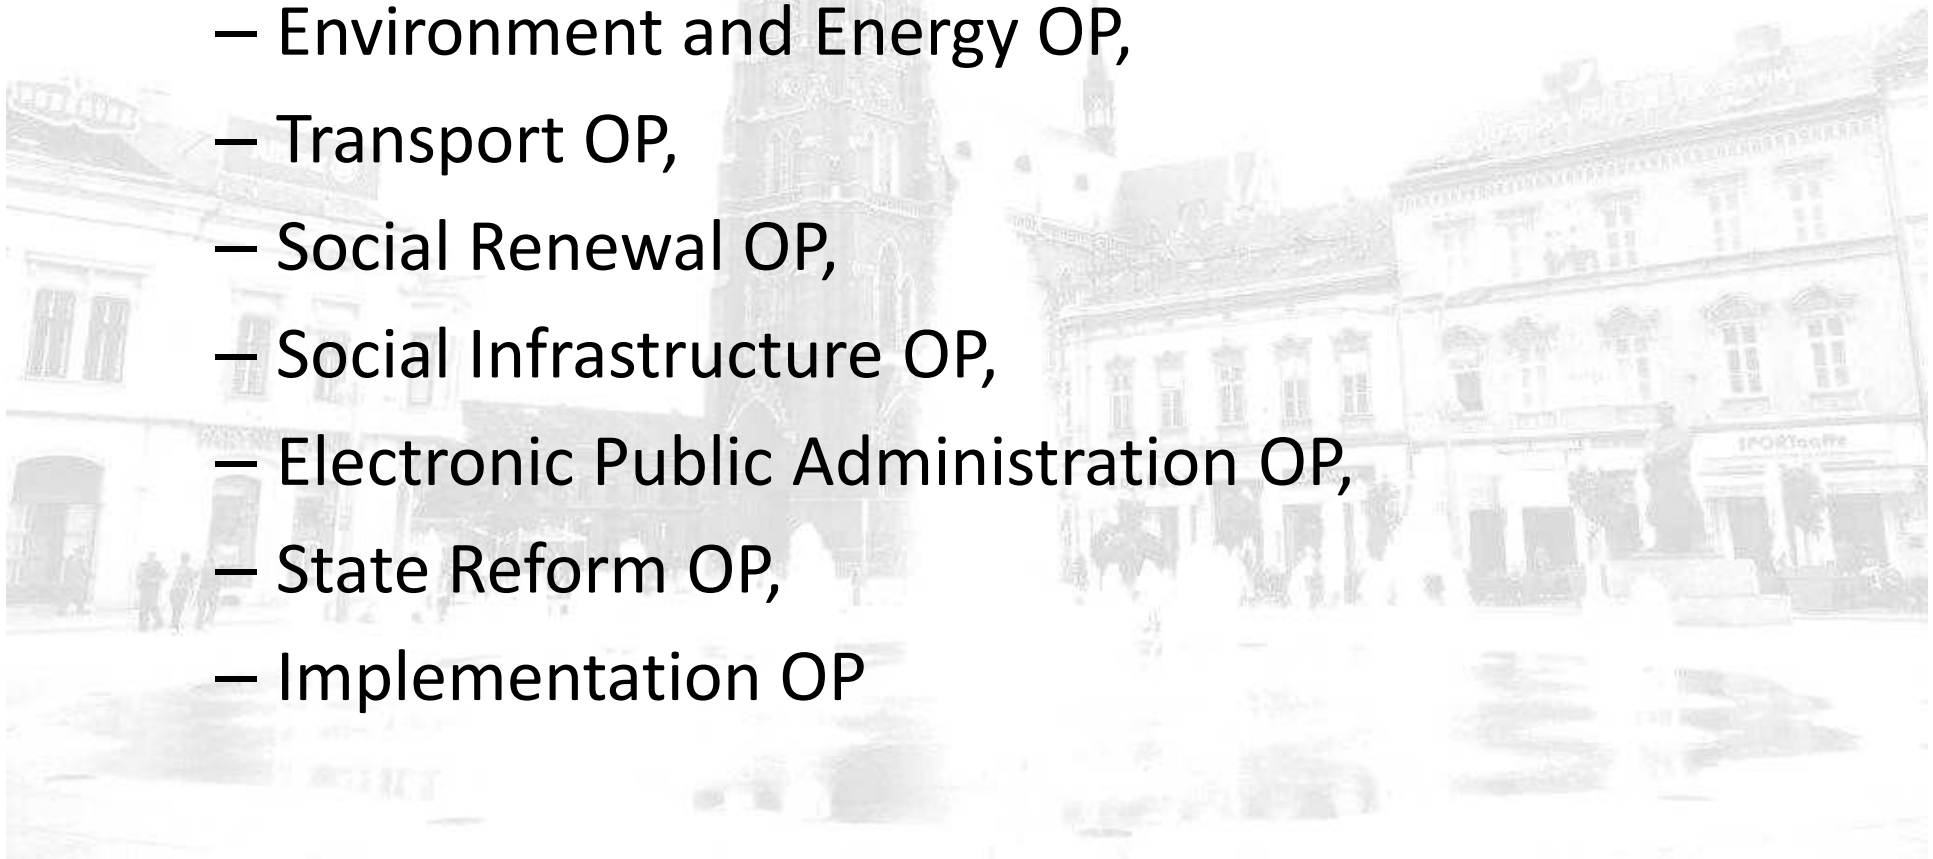 – Environment and Energy OP,
– Transport OP,
– Social Renewal OP,
– Social Infrastructure OP,
– Electronic Public Administration OP,
– State Reform OP,
– Implementation OP